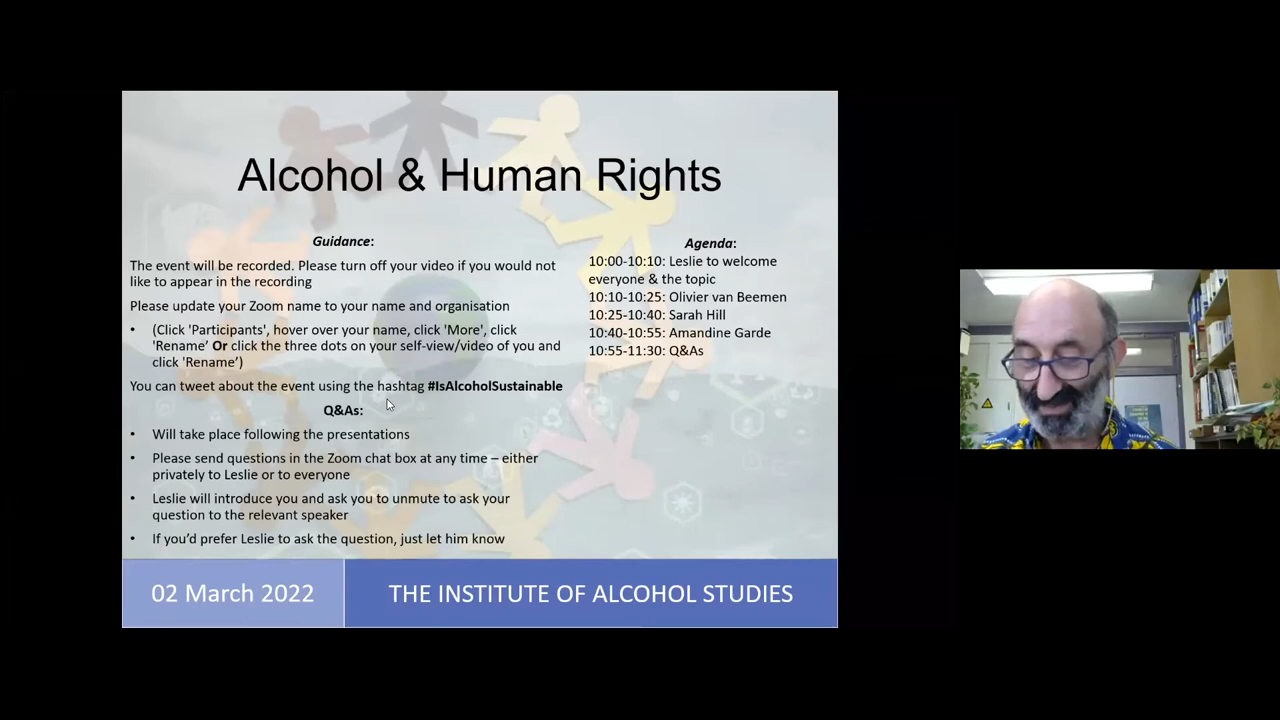 Alcohol & Human Rights
Guidance:
The event will be recorded. Please turn off your video if you would not
like to appear in the recording
Please update your Zoom name to your name and organisation
• (Click 'Participants', hover over your name, click 'More', click
'Rename' Or click the three dots on your self-view/video of you and
click 'Rename’)
You can tweet about the event using the hashtag #IsAlcoholSustainable
Q&As:
• Will take place following the presentations
• Please send questions in the Zoom chat box at any time – either
privately to Leslie or to everyone
• Leslie will introduce you and ask you to unmute to ask your
question to the relevant speaker
• If you’d prefer Leslie to ask the question, just let him know
Agenda:
10:00-10:10: Leslie to welcome
everyone & the topic
10:10-10:25: Olivier van Beemen
10:25-10:40: Sarah Hill
10:40-10:55: Amandine Garde
10:55-11:30: Q&As
02 March 2022
THE INSTITUTE OF ALCOHOL STUDIES